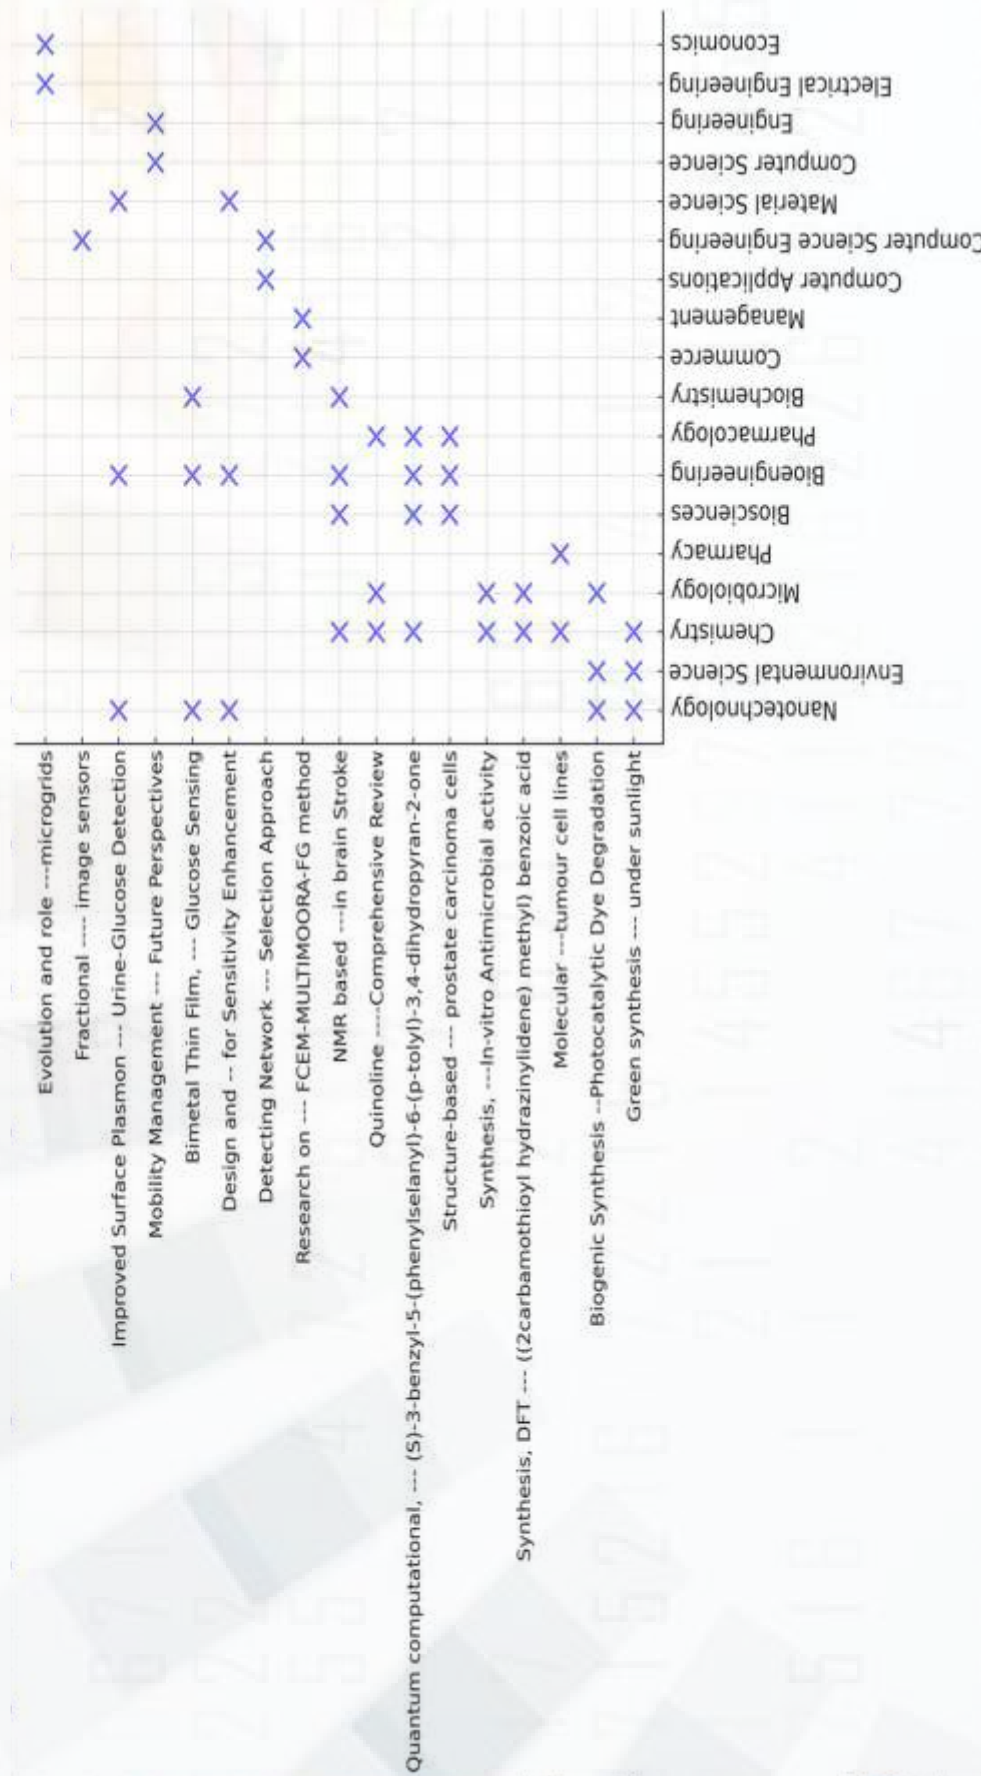 Evolution and role ---microgrids
Fractional ---- image sensors
Improved Surface Plasmon --- Urine-Glucose Detection
Mobility Management --- Future Perspectives
Bimetal Thin Film, --- Glucose Sensing
Design and -- for Sensitivity Enhancement
Detecting Network --- Selection Approach
Research on --- FCEM-MULTIMOORA-FG method
NMR based ---in brain Stroke
Quinoline ----Comprehensive Review
Quantum computational, --- (S)-3-benzyl-5-(phenylselanyl)-6-(p-tolyl)-3,4-dihydropyran-2-one
Structure-based --- prostate carcinoma cells
Synthesis, ---In-vitro Antimicrobial activity
Synthesis, DFT --- ((2carbamothioyl hydrazinylidene) methyl) benzoic acid
Molecular ---tumour cell lines
Biogenic Synthesis --Photocatalytic Dye Degradation
Green synthesis --- under sunlight
Nanotechnology
Environmental Science
Chemistry
Microbiology
Pharmacy
Biosciences
Bioengineering
Pharmacology
Biochemistry
Commerce
Management
Computer Applications
Computer Science Engineering
Material Science
Computer Science
Engineering
Electrical Engineering
Economics